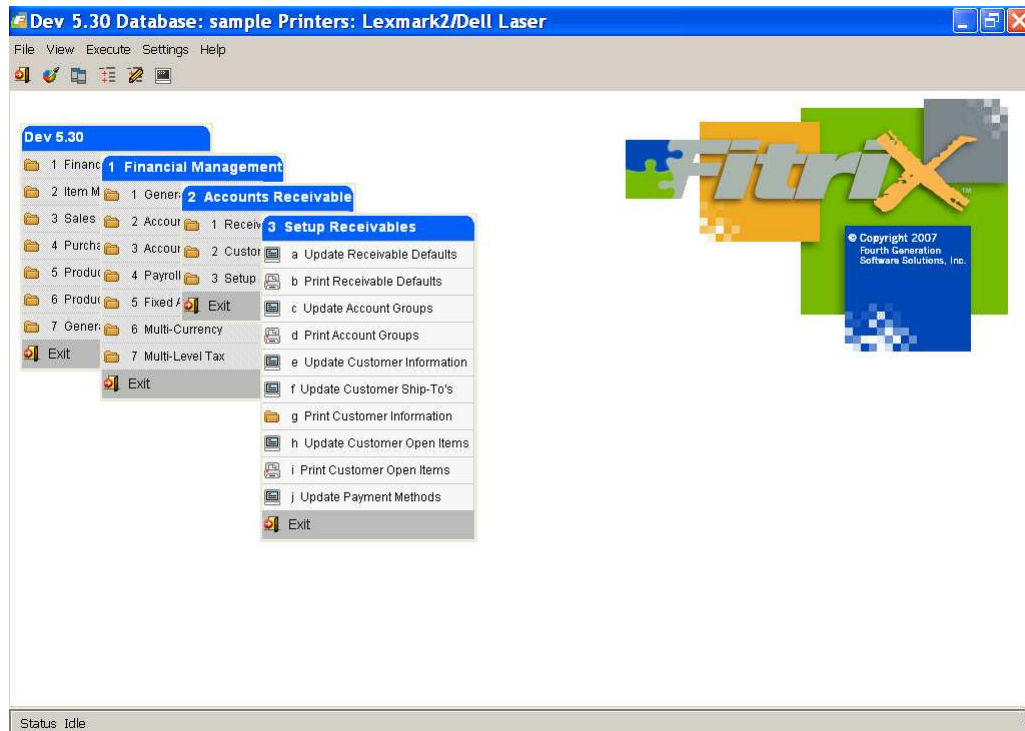 Dev 5.30 Database: sample Printers: Lexmark2/Dell Laser
File View Execute Settings Help
Dev 5.30
1 Financ
2 Item M
3 Sales
4 Purcha
5 Produc
6 Produc
7 Gener
Exit
1 Financial Management
1 Gener
2 Accour
3 Accour
4 Payroll
5 Fixed A
6 Multi-Currency
7 Multi-Level Tax
Exit
2 Accounts Receivable
1 Receiv
2 Custor
3 Setup
Exit
3 Setup Receivables
a Update Receivable Defaults
b Print Receivable Defaults
c Update Account Groups
d Print Account Groups
e Update Customer Information
f Update Customer Ship-To's
g Print Customer Information
h Update Customer Open Items
i Print Customer Open Items
j Update Payment Methods
Exit
Fitrix TM
© Copyright 2007
Fourth Generation
Software Solutions, Inc.
Status Idle